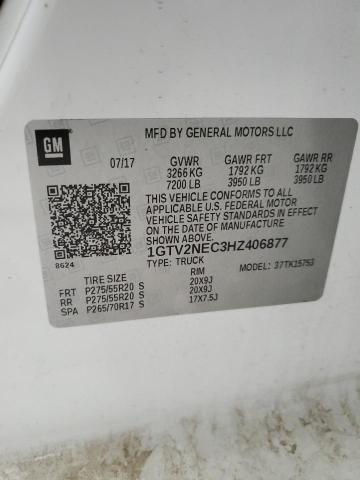 GM
MFD BY GENERAL MOTORS LLC
07/17 GVWR GAWR FRT GAWR RR
3266 KG 1792 KG 1792 KG
7200 LB 3950 LB 3950 LB
THIS VEHICLE CONFORMS TO ALL
APPLICABLE U.S. FEDERAL MOTOR
VEHICLE SAFETY STANDARDS IN
EFFECT ON THE DATE OF
MANUFACTURE SHOWN ABOVE.
8624 1GTV2NEC3HZ406877
TYPE: TRUCK MODEL: 37TK15753
TIRE SIZE RIM
FRT P275/55R20 S 20X9J
RR P275/55R20 S 20X9J
SPA P265/70R17 S 17X7.5J